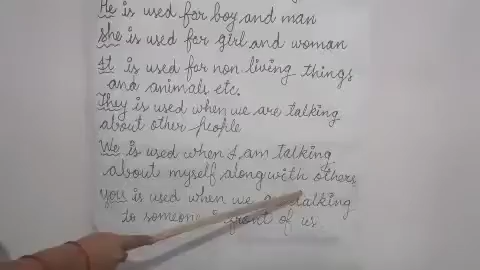 He is used for boy and man
she is used for girl and woman
It is used for non living things
and animals etc.
They is used when we are talking
about other people
We is used when I am talking
about myself along with others
you is used when we talking
to someone front of us.